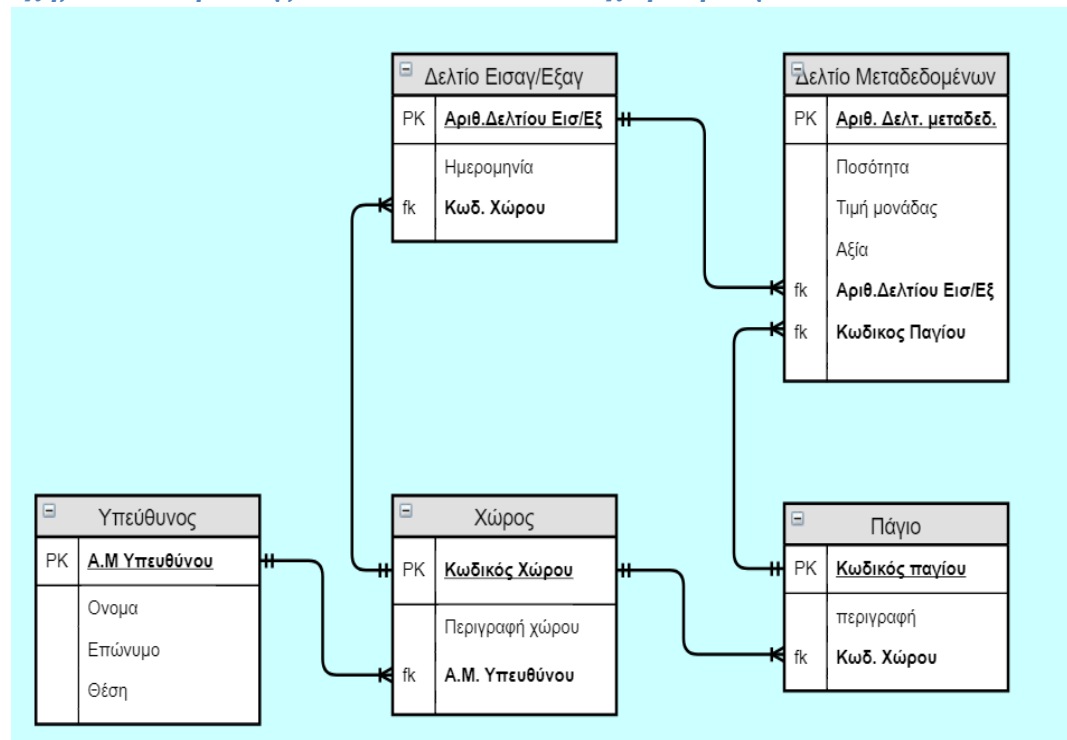 Δελτίο Εισαγ/Εξαγ
PK Αριθ.Δελτίου Εισ/Εξ
Ημερομηνία
fk Κωδ. Χώρου
Δελτίο Μεταδεδομένων
PK Αριθ. Δελτ. μεταδεδ.
Ποσότητα
Τιμή μονάδας
Αξία
fk Αριθ.Δελτίου Εισ/Εξ
fk Κωδικος Παγίου
Υπεύθυνος
PK Α.Μ Υπευθύνου
Ονομα
Επώνυμο
Θέση
Χώρος
PK Κωδικός Χώρου
Περιγραφή χώρου
fk Α.Μ. Υπευθύνου
Πάγιο
PK Κωδικός παγίου
περιγραφή
fk Κωδ. Χώρου